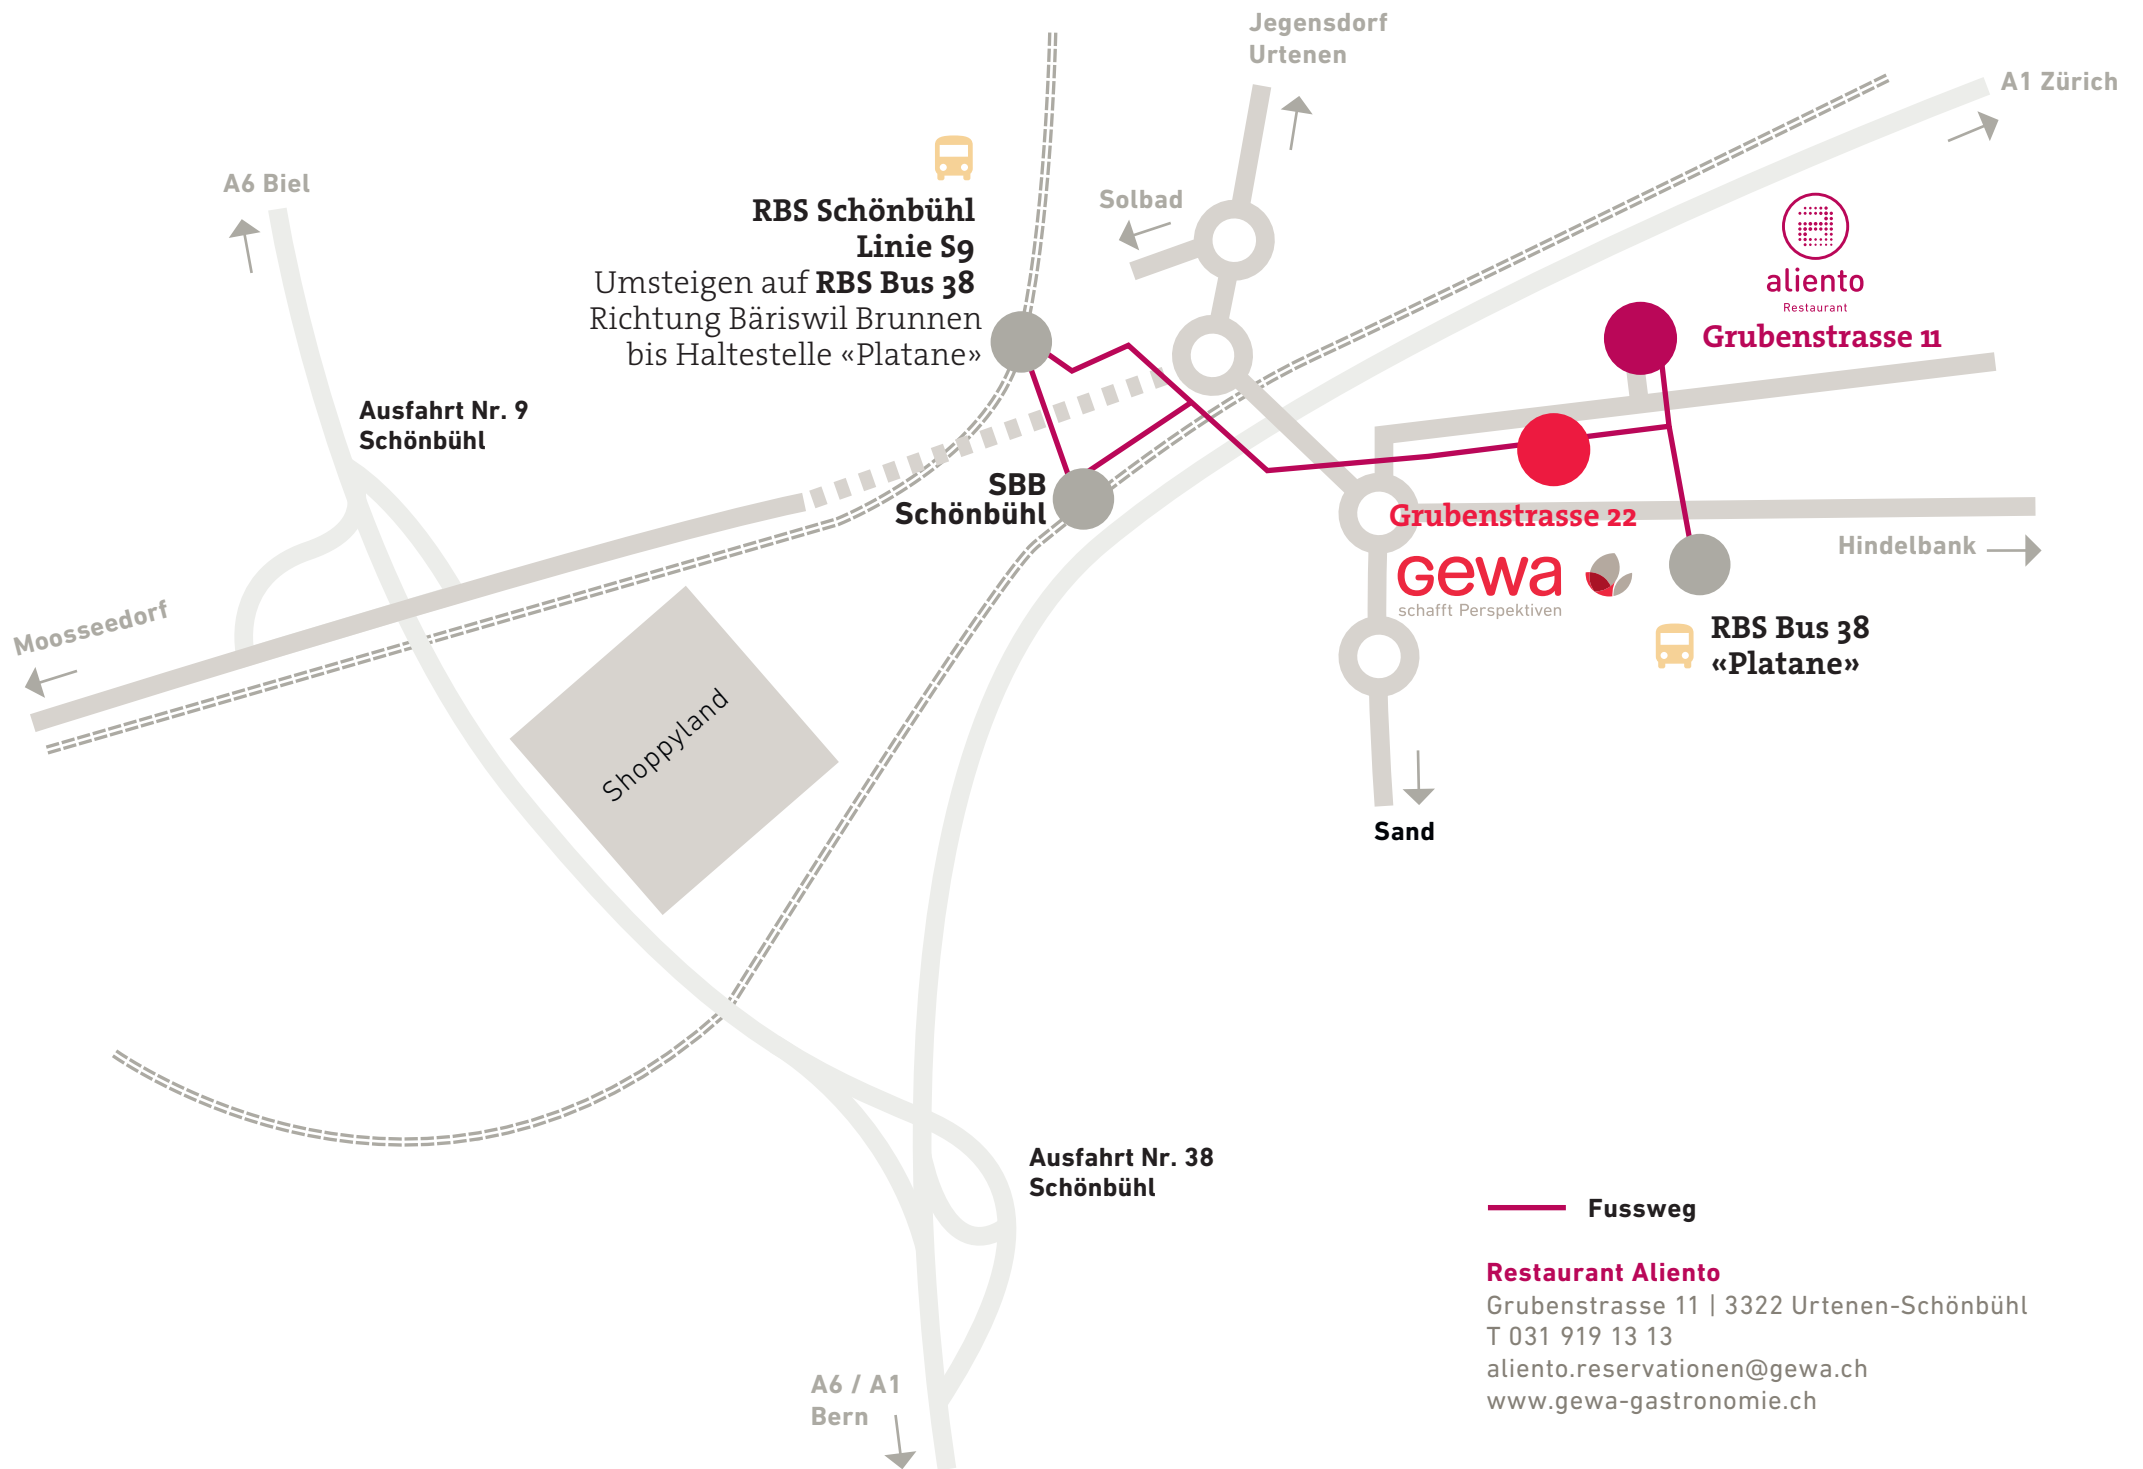 Jegensdorf
Urtenen
A1 Zürich
A6 Biel
Solbad
RBS Schönbühl
Linie S9
Umsteigen auf RBS Bus 38
Richtung Bäriswil Brunnen
bis Haltestelle «Platane»
aliento
Restaurant
Grubenstrasse 11
Ausfahrt Nr. 9
Schönbühl
SBB
Schönbühl
Grubenstrasse 22
Hindelbank
gewa
schafft Perspektiven
Moosseedorf
RBS Bus 38
«Platane»
Shoppyland
Sand
Ausfahrt Nr. 38
Schönbühl
Fussweg
Restaurant Aliento
Grubenstrasse 11 | 3322 Urtenen-Schönbühl
T 031 919 13 13
aliento.reservationen@gewa.ch
www.gewa-gastronomie.ch
A6 / A1
Bern